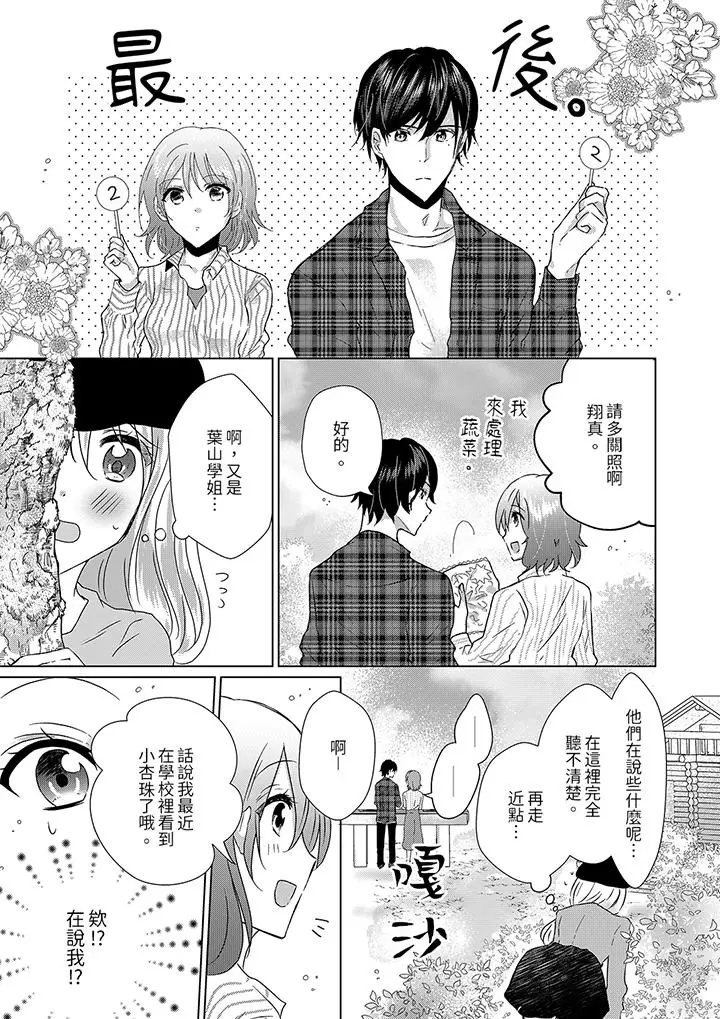 最後。
2
2
請多關照啊
翔真。
我
來處理
蔬菜。
好的。
啊，又是
葉山學姐…
他們在說些什麼呢…
在這裡完全
聽不清楚。
再走
近點…
啊—
嘎
沙
話說我最近
在學校裡看到
小杏珠了哦。
欸!?
在說我!?